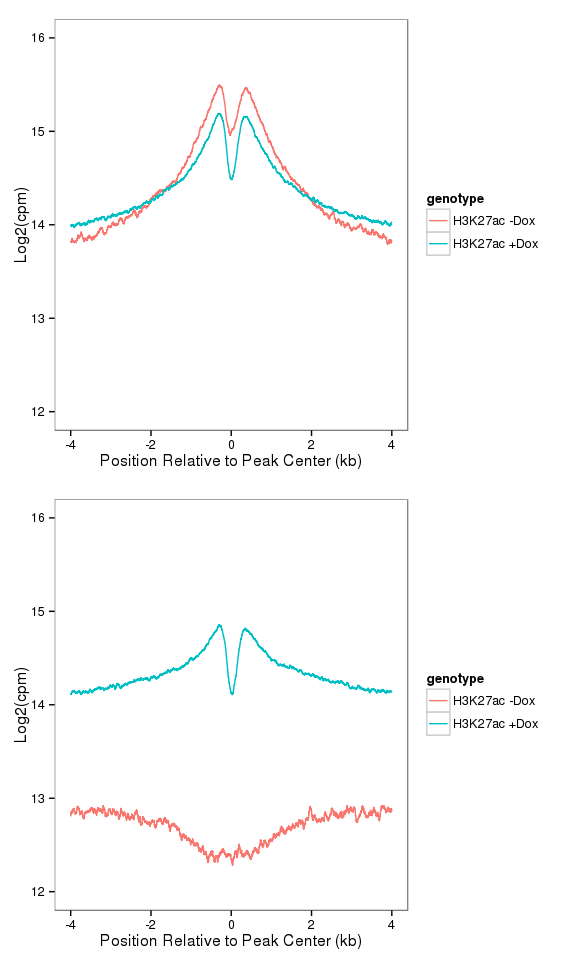 16
15
14
13
12
Log2(cpm)
-4 -2 0 2 4
Position Relative to Peak Center (kb)
genotype
H3K27ac -Dox
H3K27ac +Dox
16
15
14
13
12
Log2(cpm)
-4 -2 0 2 4
Position Relative to Peak Center (kb)
genotype
H3K27ac -Dox
H3K27ac +Dox